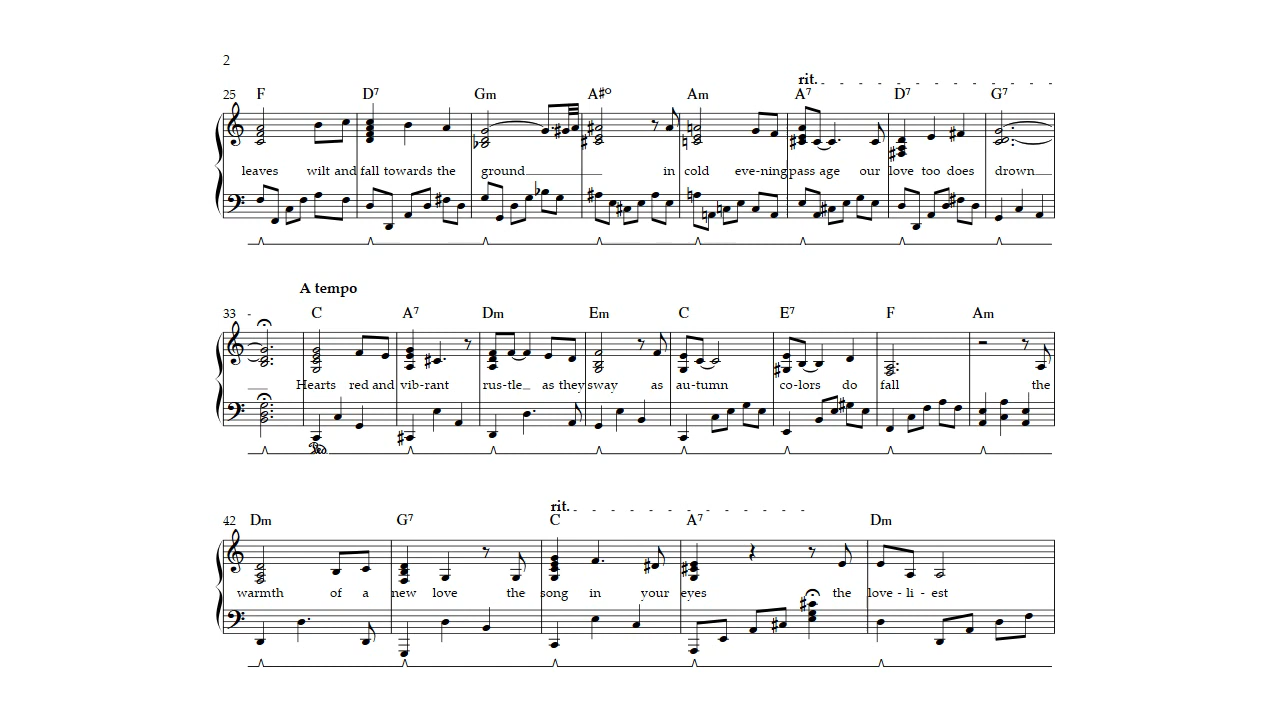 2
rit.
25 F D7 Gm A♯o Am A7 D7 G7
leaves wilt and fall towards the ground in cold eve-ning pass age our love too does drown
A tempo
33 C A7 Dm Em C E7 F Am
Hearts red and vib-rant rus-tle as they sway as au-tumn co-lors do fall the
Ped
rit.
42 Dm G7 C A7 Dm
warmth of a new love the song in your eyes the love - li - est